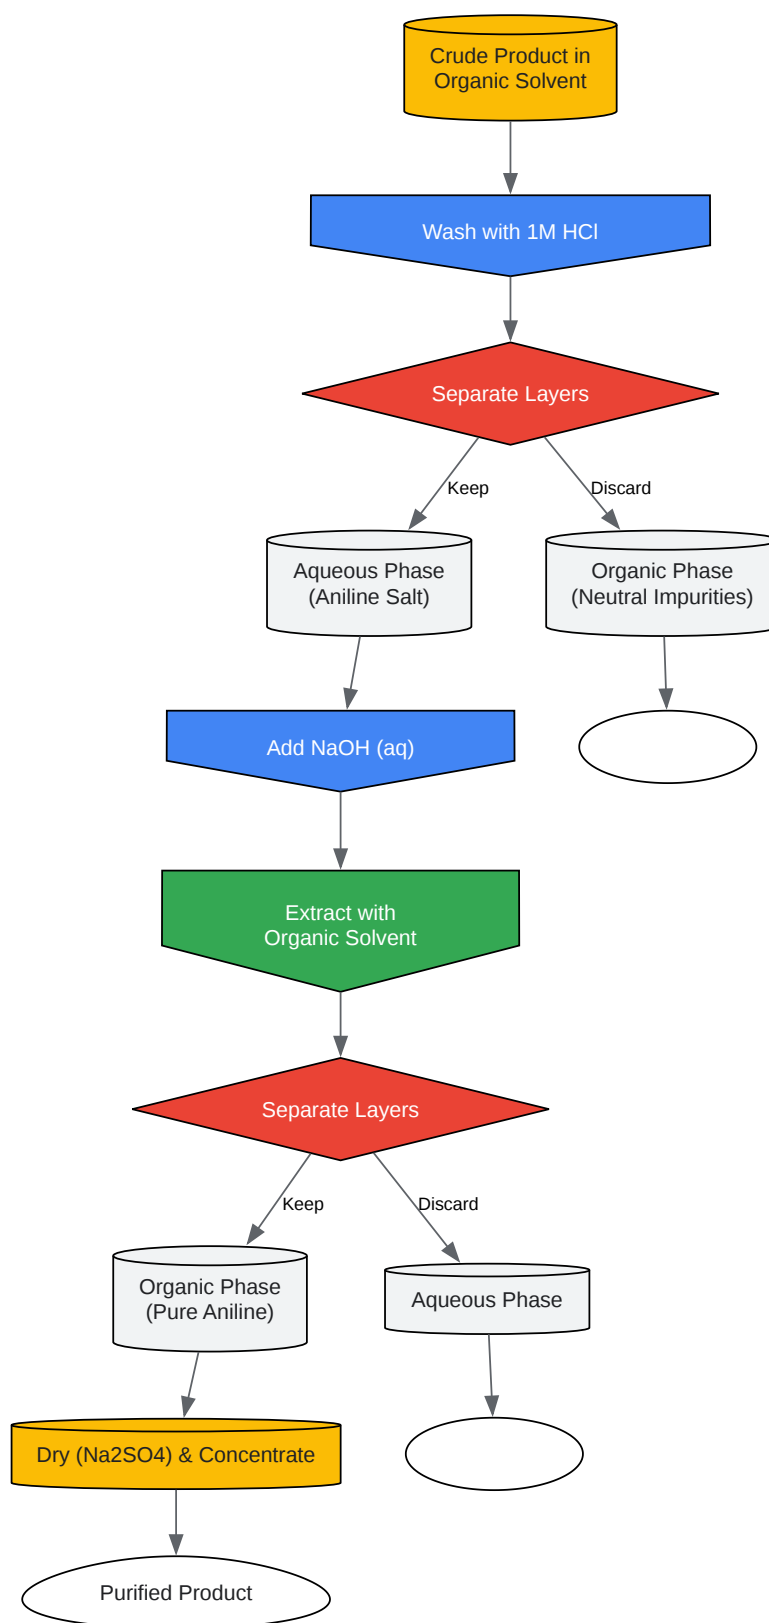 Crude Product in
Organic Solvent
Wash with 1M HCl
Separate Layers
Keep
Discard
Aqueous Phase
(Aniline Salt)
Organic Phase
(Neutral Impurities)
Add NaOH (aq)
Extract with
Organic Solvent
Separate Layers
Keep
Discard
Organic Phase
(Pure Aniline)
Aqueous Phase
Dry (Na2SO4) & Concentrate
Purified Product